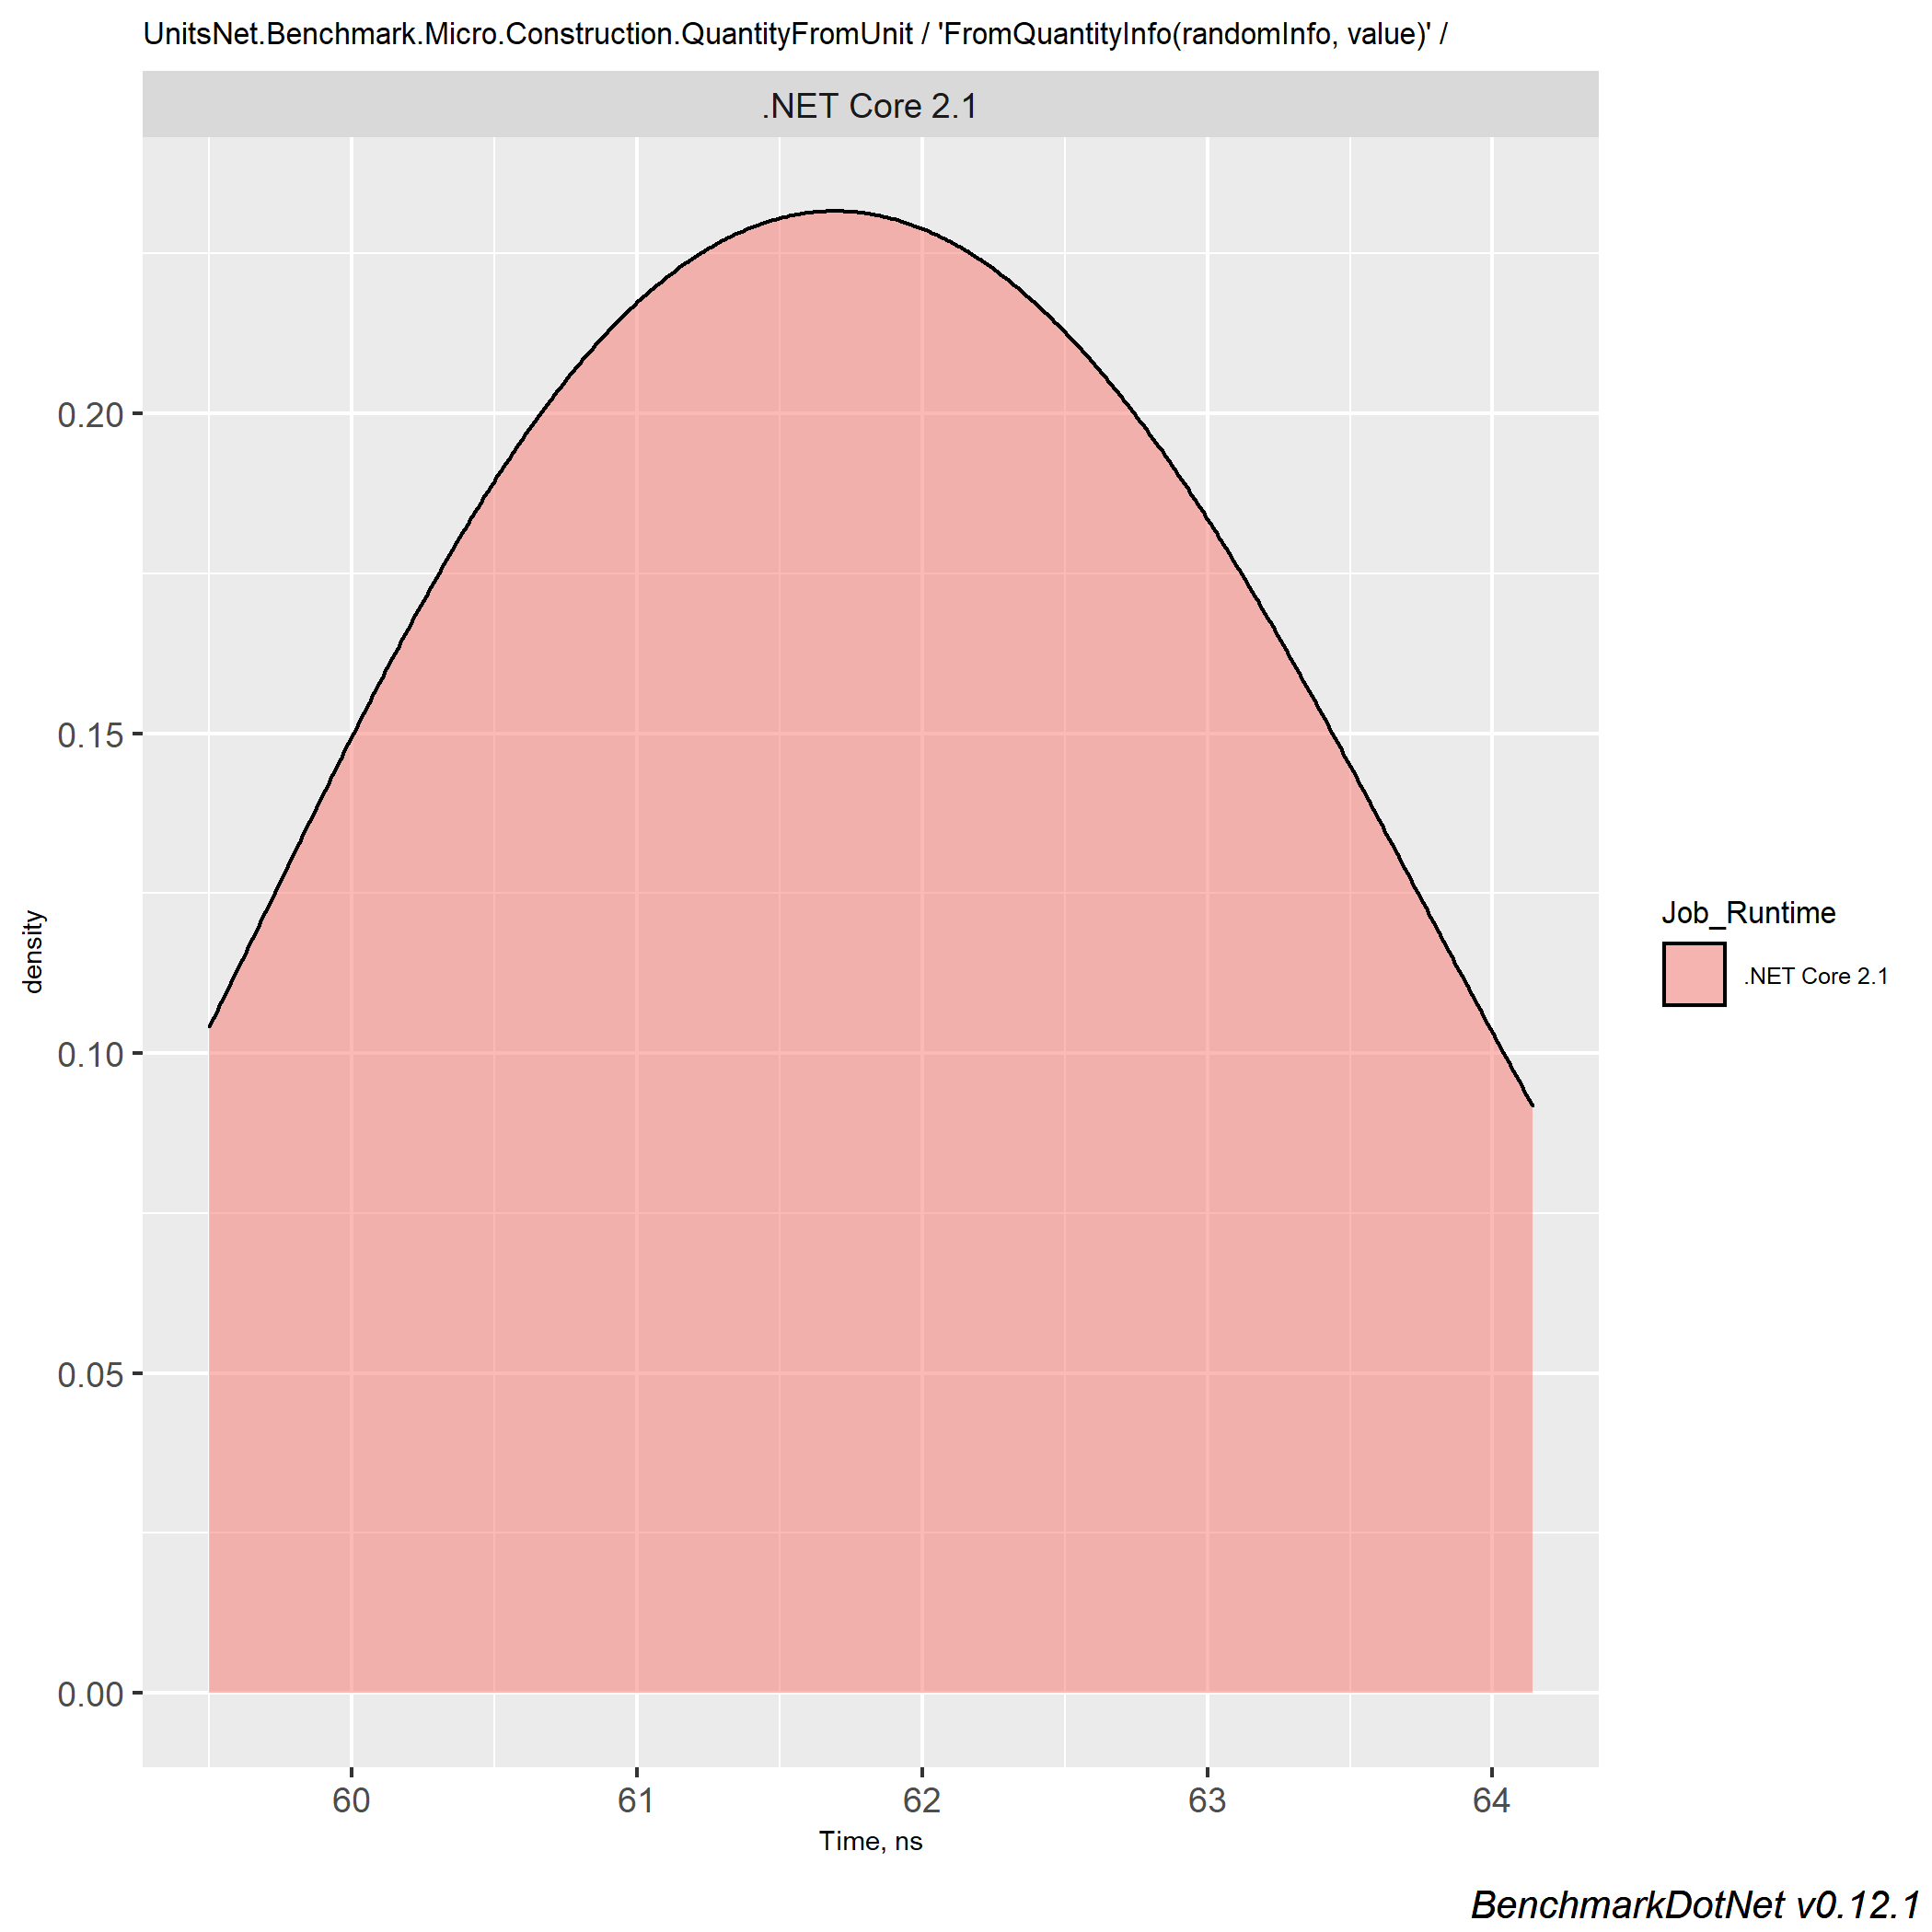 UnitsNet.Benchmark.Micro.Construction.QuantityFromUnit / 'FromQuantityInfo(randomInfo, value)' /
.NET Core 2.1
0.20
0.15
0.10
0.05
0.00
density
60 61 62 63 64
Time, ns
Job_Runtime
.NET Core 2.1
BenchmarkDotNet v0.12.1